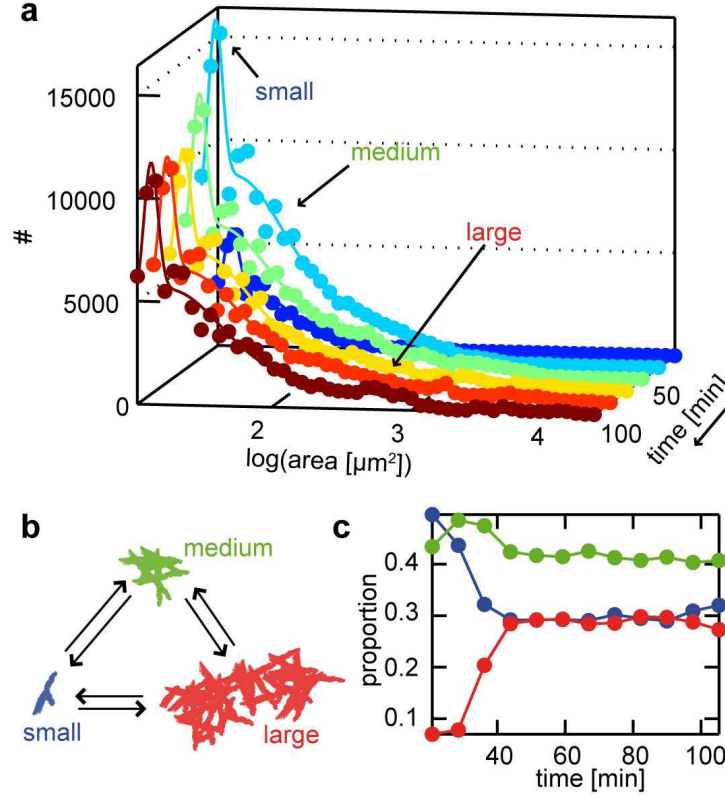 a
small
15000
medium
10000
#
large
5000
0
2
3
4
100
50
time [min]
log(area [µm²])
b
medium
small
large
c
proportion
0.4
0.3
0.2
0.1
40
60
80
100
time [min]